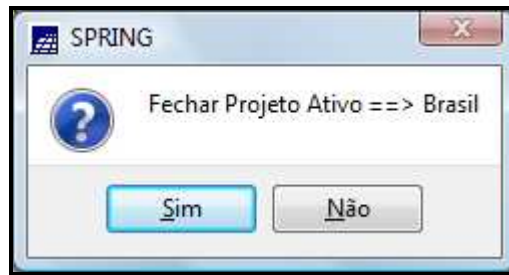 SPRING
Fechar Projeto Ativo ==> Brasil
Sim Não